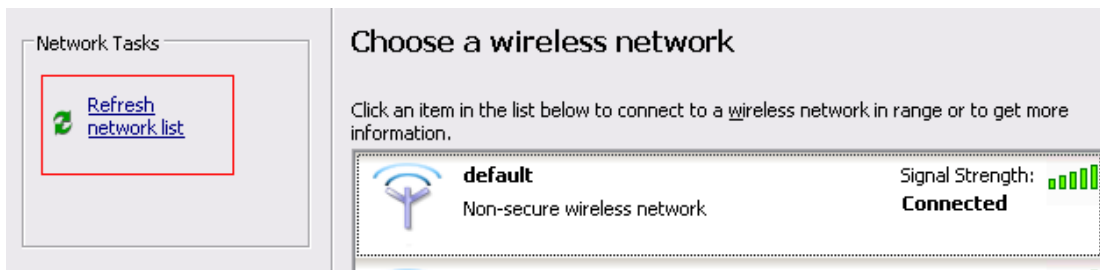 Network Tasks
Refresh
network list
Choose a wireless network
Click an item in the list below to connect to a wireless network in range or to get more
information.
default
Signal Strength:
Non-secure wireless network
Connected